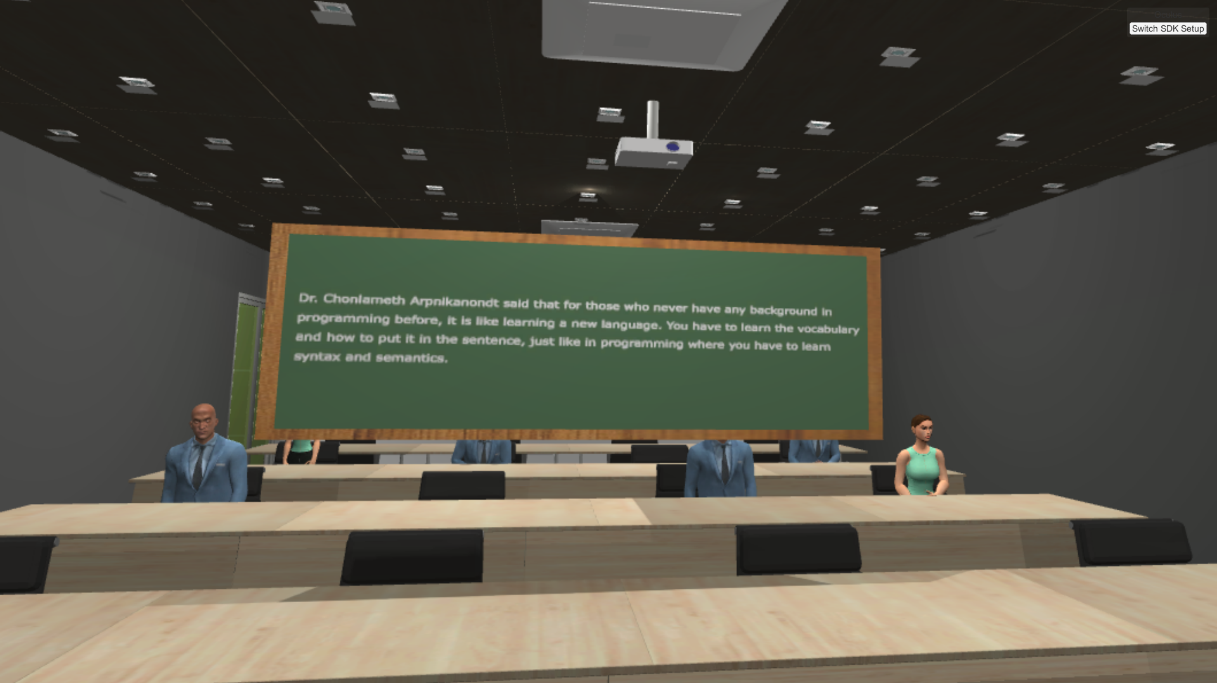 Switch SDK Setup
Dr. Chonlameth Arpnikanondt said that for those who never have any background in
programming before, it is like learning a new language. You have to learn the vocabulary
and how to put it in the sentence, just like in programming where you have to learn
syntax and semantics.